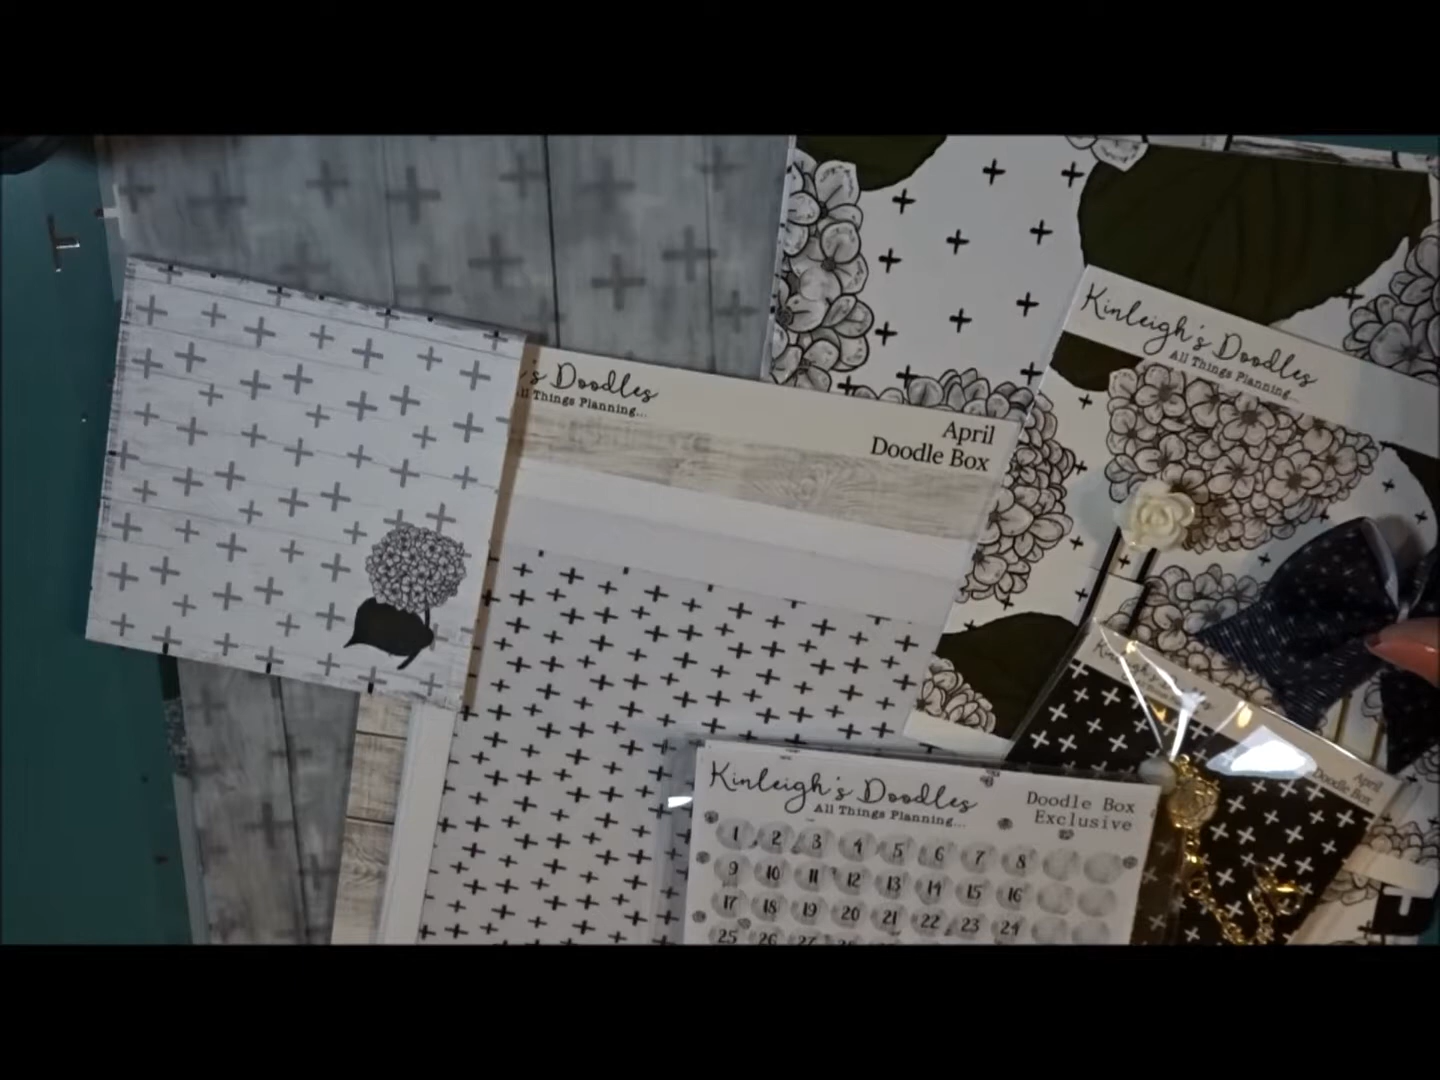 Kinleigh's Doodles
All Things Planning...
's Doodles
ll Things Planning...
April
Doodle Box
Kinleigh's Doodles
All Things Planning...
Doodle Box
Exclusive
1 2 3 4 5 6 7 8
9 10 11 12 13 14 15 16
17 18 19 20 21 22 23 24
25 26 27
April
Doodle Box